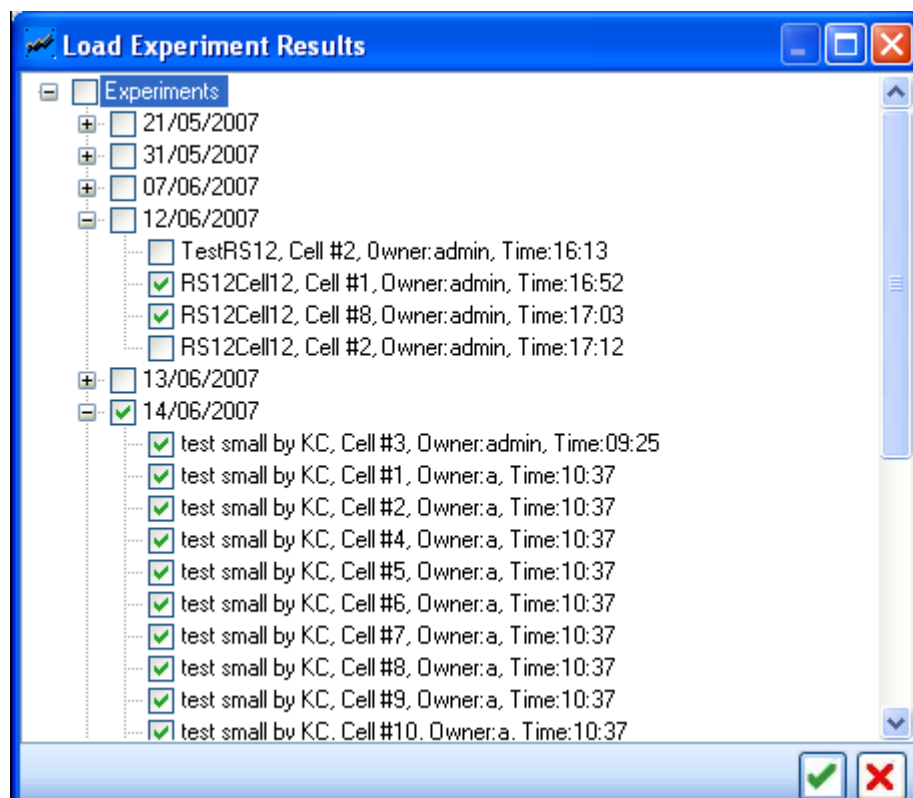 Load Experiment Results
Experiments
21/05/2007
31/05/2007
07/06/2007
12/06/2007
TestRS12, Cell #2, Owner:admin, Time:16:13
RS12Cell12, Cell #1, Owner:admin, Time:16:52
RS12Cell12, Cell #8, Owner:admin, Time:17:03
RS12Cell12, Cell #2, Owner:admin, Time:17:12
13/06/2007
14/06/2007
test small by KC, Cell #3, Owner:admin, Time:09:25
test small by KC, Cell #1, Owner:a, Time:10:37
test small by KC, Cell #2, Owner:a, Time:10:37
test small by KC, Cell #4, Owner:a, Time:10:37
test small by KC, Cell #5, Owner:a, Time:10:37
test small by KC, Cell #6, Owner:a, Time:10:37
test small by KC, Cell #7, Owner:a, Time:10:37
test small by KC, Cell #8, Owner:a, Time:10:37
test small by KC, Cell #9, Owner:a, Time:10:37
test small by KC, Cell #10, Owner:a, Time:10:37